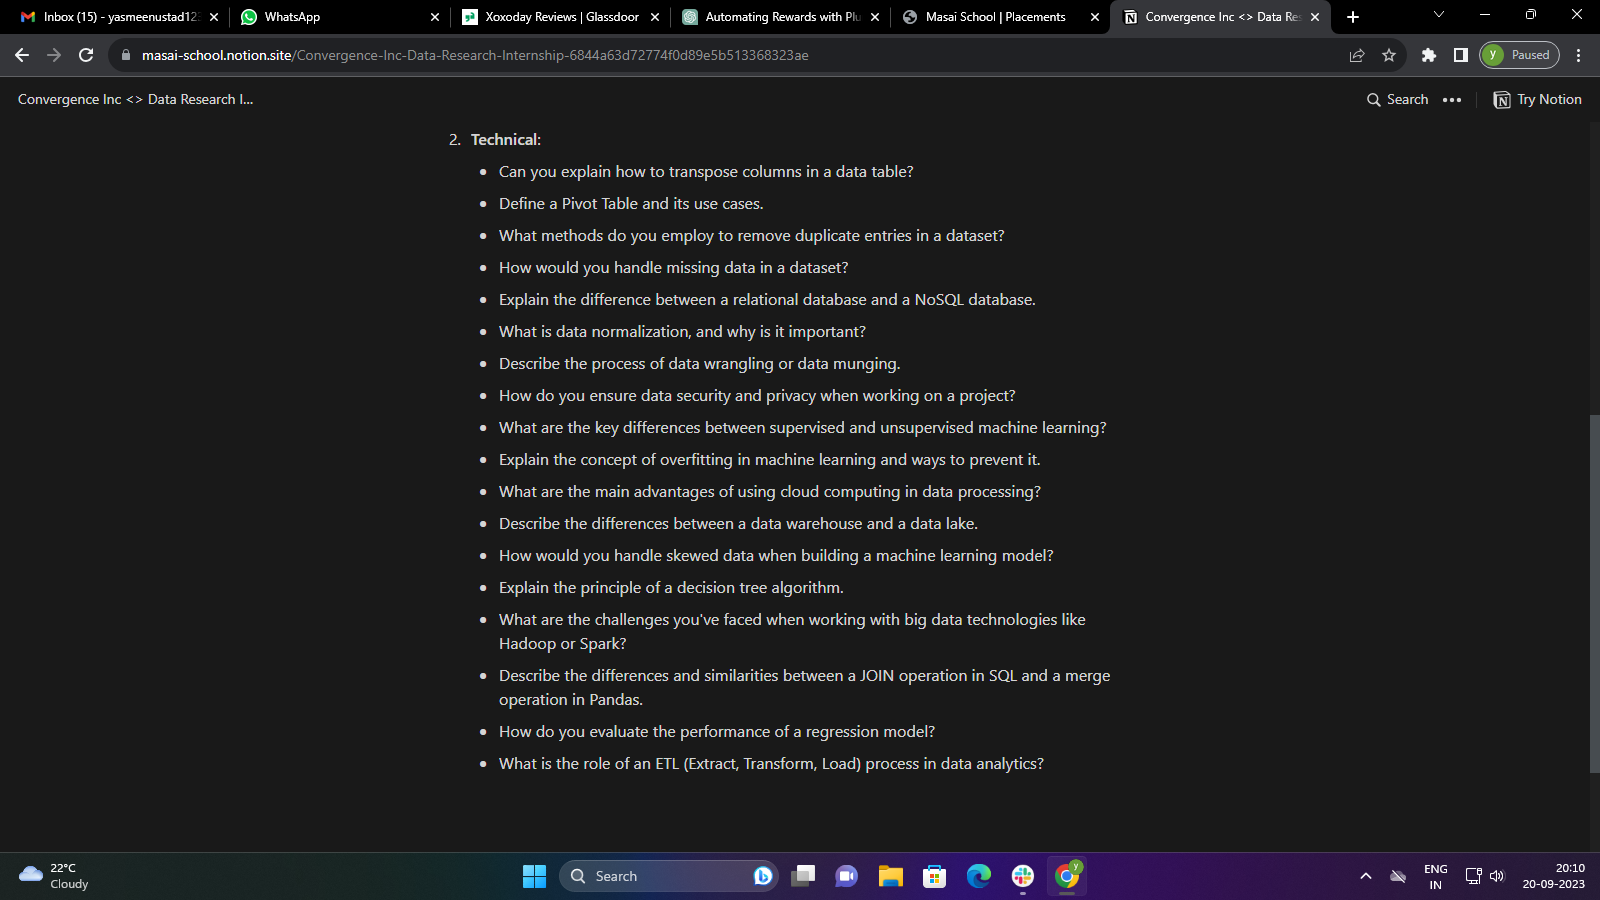 Inbox (15) - yasmeenustad123
WhatsApp
Xoxoday Reviews | Glassdoor
Automating Rewards with Plu
Masai School | Placements
Convergence Inc <> Data Res
masai-school.notion.site/Convergence-Inc-Data-Research-Internship-6844a63d72774f0d89e5b513368323ae
y Paused
Convergence Inc <> Data Research I...
Search
Try Notion
2. Technical:
• Can you explain how to transpose columns in a data table?
• Define a Pivot Table and its use cases.
• What methods do you employ to remove duplicate entries in a dataset?
• How would you handle missing data in a dataset?
• Explain the difference between a relational database and a NoSQL database.
• What is data normalization, and why is it important?
• Describe the process of data wrangling or data munging.
• How do you ensure data security and privacy when working on a project?
• What are the key differences between supervised and unsupervised machine learning?
• Explain the concept of overfitting in machine learning and ways to prevent it.
• What are the main advantages of using cloud computing in data processing?
• Describe the differences between a data warehouse and a data lake.
• How would you handle skewed data when building a machine learning model?
• Explain the principle of a decision tree algorithm.
• What are the challenges you've faced when working with big data technologies like
Hadoop or Spark?
• Describe the differences and similarities between a JOIN operation in SQL and a merge
operation in Pandas.
• How do you evaluate the performance of a regression model?
• What is the role of an ETL (Extract, Transform, Load) process in data analytics?
22°C
Cloudy
Search
ENG
IN
20:10
20-09-2023